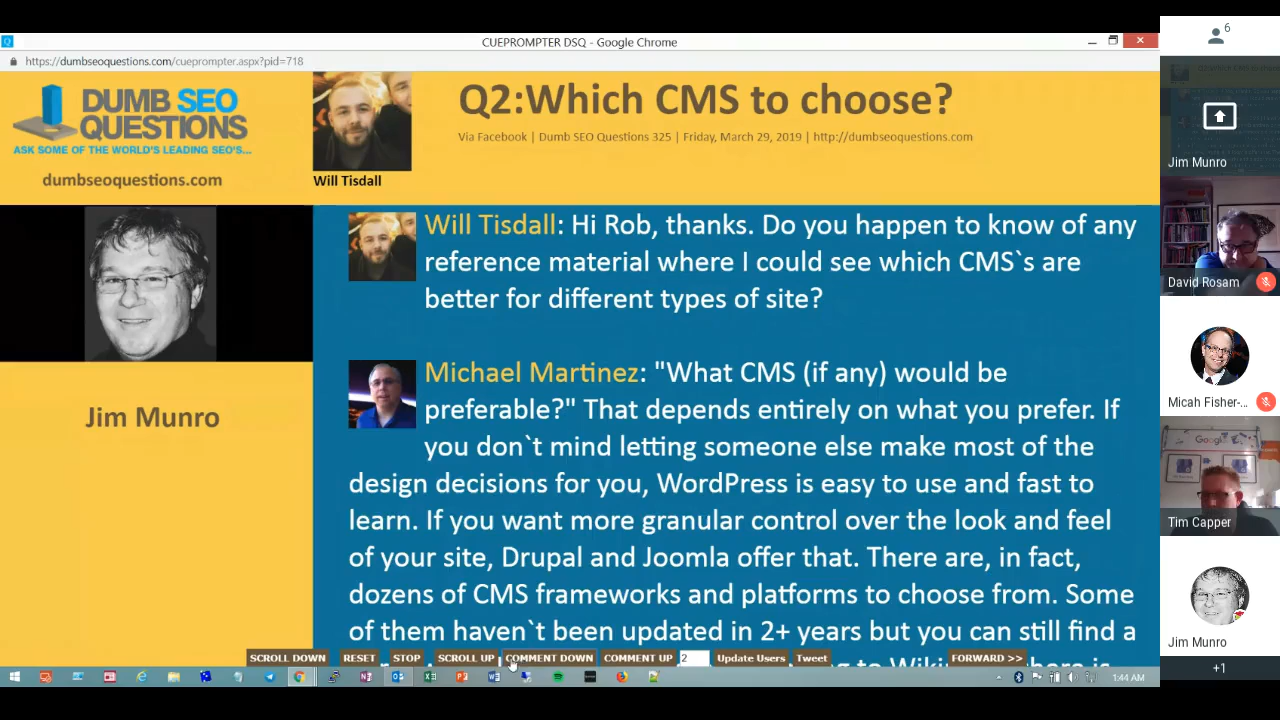 CUEPROMPTER DSQ - Google Chrome
https://dumbseoquestions.com/cueprompter.aspx?pid=718
DUMB SEO
QUESTIONS
ASK SOME OF THE WORLD'S LEADING SEO'S...
dumbseoquestions.com
Will Tisdall
Q2:Which CMS to choose?
Via Facebook | Dumb SEO Questions 325 | Friday, March 29, 2019 | http://dumbseoquestions.com
Jim Munro
Will Tisdall: Hi Rob, thanks. Do you happen to know of any
reference material where I could see which CMS`s are
better for different types of site?
Michael Martinez: "What CMS (if any) would be
preferable?" That depends entirely on what you prefer. If
you don`t mind letting someone else make most of the
design decisions for you, WordPress is easy to use and fast to
learn. If you want more granular control over the look and feel
of your site, Drupal and Joomla offer that. There are, in fact,
dozens of CMS frameworks and platforms to choose from. Some
of them haven`t been updated in 2+ years but you can still find a
SCROLL DOWN RESET STOP SCROLL UP COMMENT DOWN COMMENT UP 2 Update Users Tweet FORWARD >>
1:44 AM
6
Jim Munro
David Rosam
Micah Fisher-...
Google
Tim Capper
Jim Munro
+1